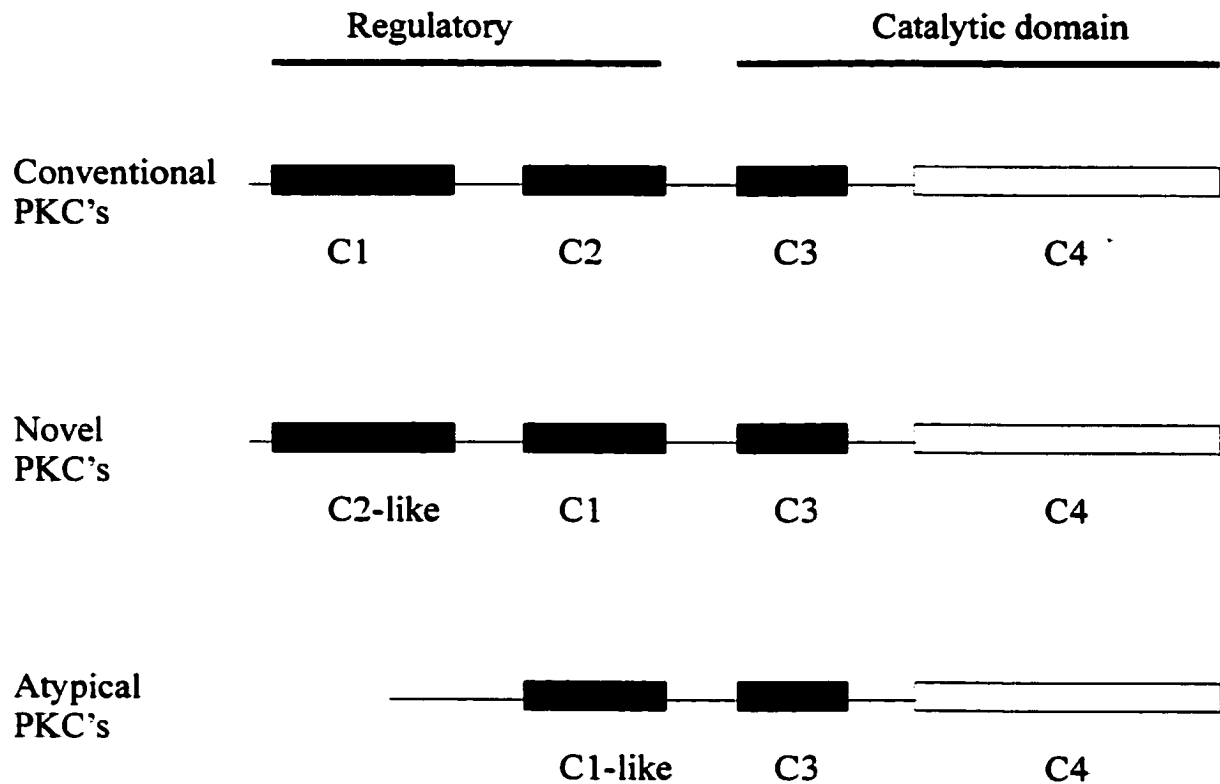 Regulatory Catalytic domain
Conventional
PKC's
C1 C2 C3 C4
Novel
PKC's
C2-like C1 C3 C4
Atypical
PKC's
C1-like C3 C4